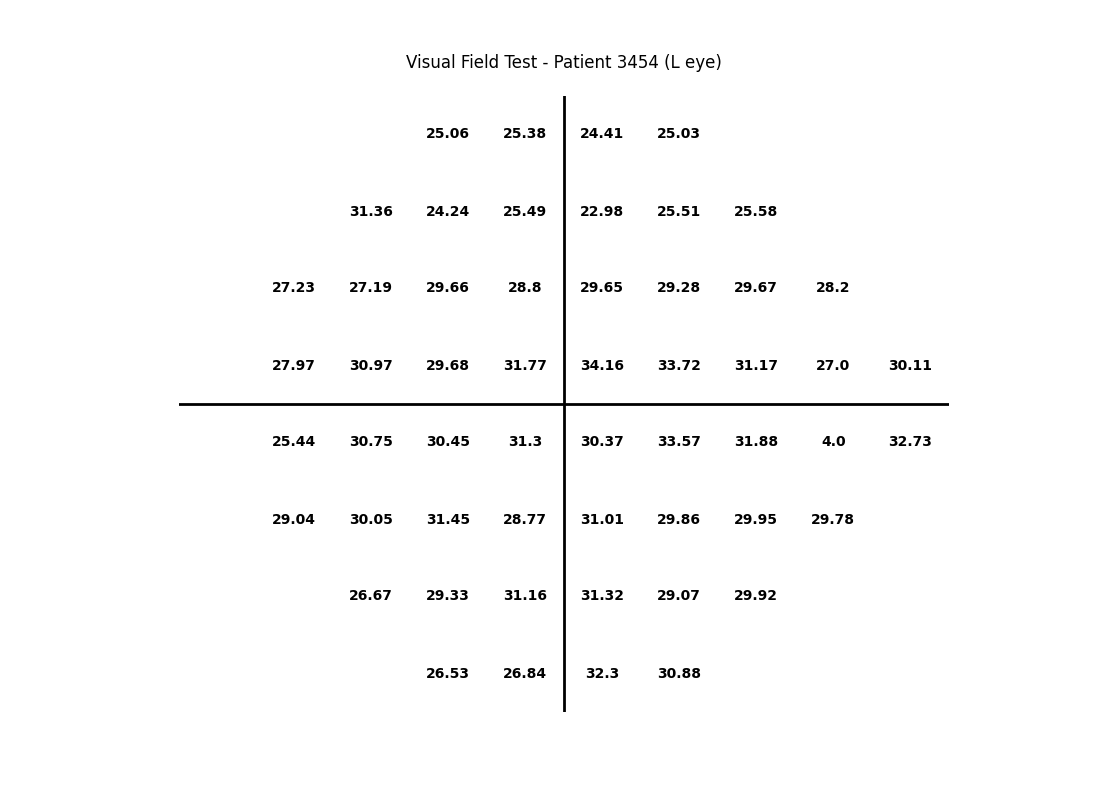 Visual Field Test - Patient 3454 (L eye)
25.06 25.38 24.41 25.03
31.36 24.24 25.49 22.98 25.51 25.58
27.23 27.19 29.66 28.8 29.65 29.28 29.67 28.2
27.97 30.97 29.68 31.77 34.16 33.72 31.17 27.0 30.11
25.44 30.75 30.45 31.3 30.37 33.57 31.88 4.0 32.73
29.04 30.05 31.45 28.77 31.01 29.86 29.95 29.78
26.67 29.33 31.16 31.32 29.07 29.92
26.53 26.84 32.3 30.88